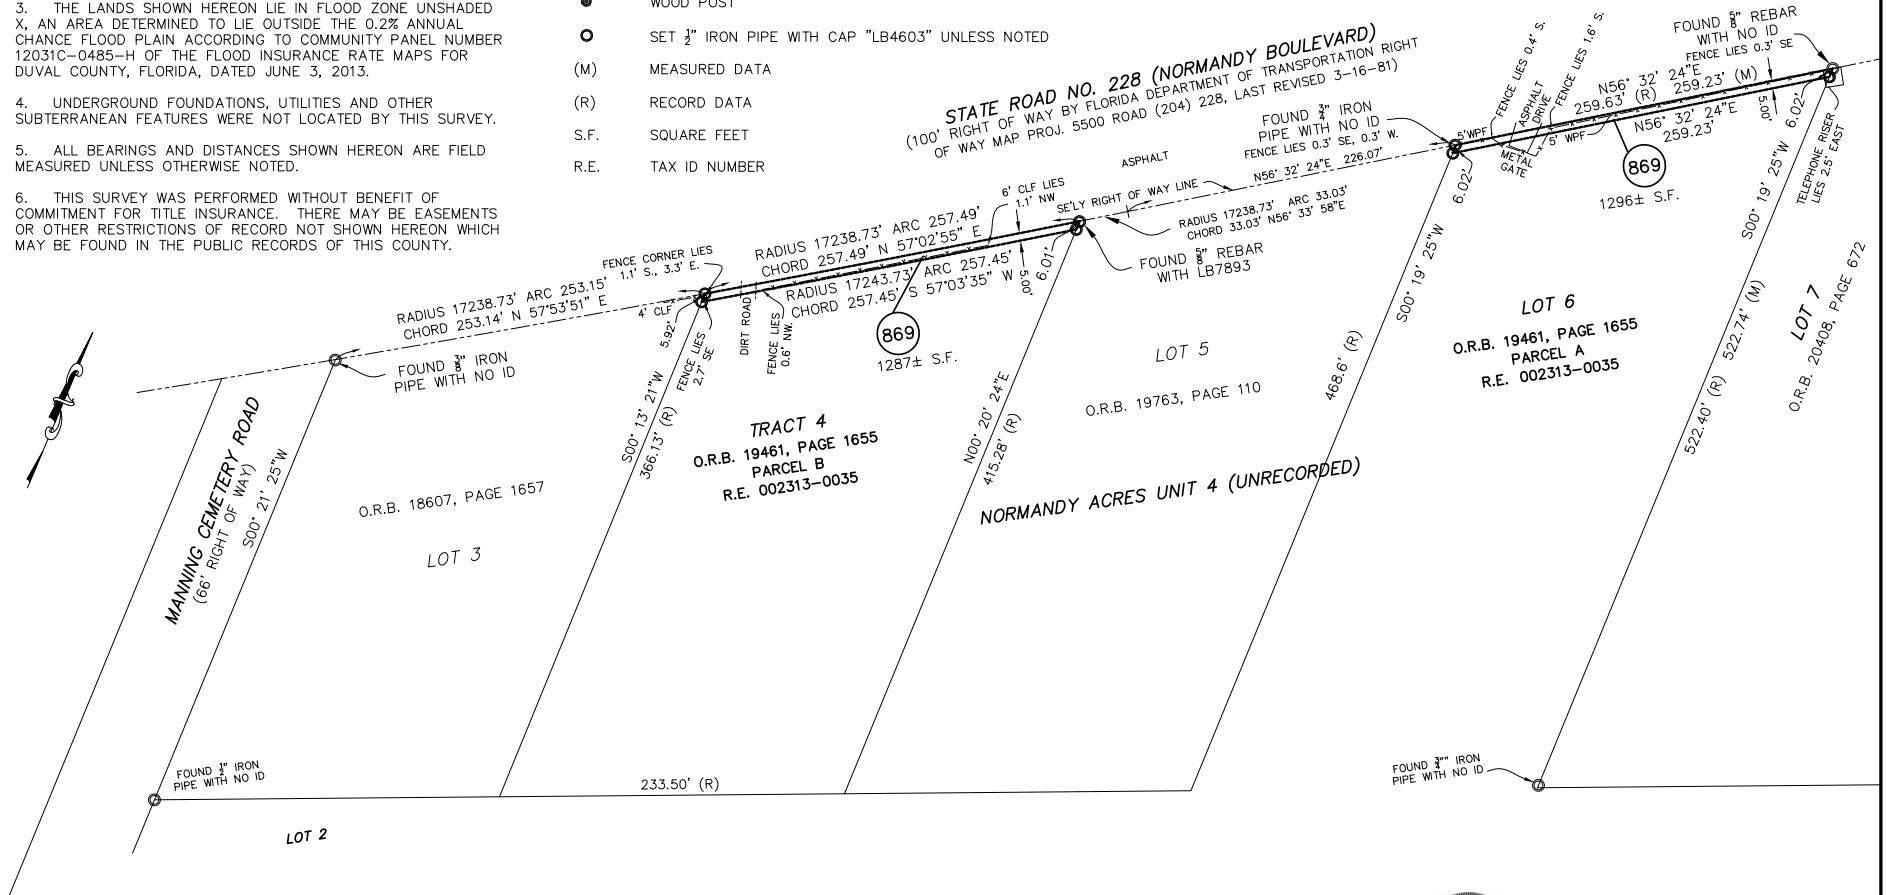 3. THE LANDS SHOWN HEREON LIE IN FLOOD ZONE UNSHADED
X, AN AREA DETERMINED TO LIE OUTSIDE THE 0.2% ANNUAL
CHANCE FLOOD PLAIN ACCORDING TO COMMUNITY PANEL NUMBER
12031C-0485-H OF THE FLOOD INSURANCE RATE MAPS FOR
DUVAL COUNTY, FLORIDA, DATED JUNE 3, 2013.
4. UNDERGROUND FOUNDATIONS, UTILITIES AND OTHER
SUBTERRANEAN FEATURES WERE NOT LOCATED BY THIS SURVEY.
5. ALL BEARINGS AND DISTANCES SHOWN HEREON ARE FIELD
MEASURED UNLESS OTHERWISE NOTED.
6. THIS SURVEY WAS PERFORMED WITHOUT BENEFIT OF
COMMITMENT FOR TITLE INSURANCE. THERE MAY BE EASEMENTS
OR OTHER RESTRICTIONS OF RECORD NOT SHOWN HEREON WHICH
MAY BE FOUND IN THE PUBLIC RECORDS OF THIS COUNTY.
WOOD POST
SET 1/2" IRON PIPE WITH CAP "LB4603" UNLESS NOTED
(M) MEASURED DATA
(R) RECORD DATA
S.F. SQUARE FEET
R.E. TAX ID NUMBER
STATE ROAD NO. 228 (NORMANDY BOULEVARD)
(100' RIGHT OF WAY BY FLORIDA DEPARTMENT OF TRANSPORTATION RIGHT
OF WAY MAP PROJ. 5500 ROAD (204) 228, LAST REVISED 3-16-81)
ASPHALT
FOUND 3/4" IRON
PIPE WITH NO ID
FENCE LIES 0.3' SE, 0.3' W.
N56° 32' 24"E 226.07'
SE'LY RIGHT OF WAY LINE
RADIUS 17238.73' ARC 33.03'
CHORD 33.03' N56° 33' 58"E
FENCE LIES 0.4' S.
ASPHALT
DRIVE
FENCE LIES 1.6' S.
5'WPF
5' WPF
METAL
GATE
FOUND 5/8" REBAR
WITH NO ID
FENCE LIES 0.3' SE
N56° 32' 24"E
259.63' (R) 259.23' (M)
N56° 32' 24"E
259.23'
5.00'
6.02'
S00° 19' 25"W
TELEPHONE RISER
LIES 2.5' EAST
869
1296± S.F.
6' CLF LIES
1.1' NW
RADIUS 17238.73' ARC 257.49'
CHORD 257.49' N 57°02'55" E
RADIUS 17243.73' ARC 257.45'
CHORD 257.45' S 57°03'35" W
5.00'
6.01'
FOUND 5/8" REBAR
WITH LB7893
FENCE CORNER LIES
1.1' S., 3.3' E.
RADIUS 17238.73' ARC 253.15'
CHORD 253.14' N 57°53'51" E
4' CLF
5.92'
FENCE LIES
2.7' SE
DIRT ROAD
FENCE LIES
0.6' NW.
869
1287± S.F.
FOUND 3/8" IRON
PIPE WITH NO ID
MANNING CEMETERY ROAD
(66' RIGHT OF WAY)
S00° 21' 25"W
O.R.B. 18607, PAGE 1657
LOT 3
S00° 13' 21"W
366.13' (R)
TRACT 4
O.R.B. 19461, PAGE 1655
PARCEL B
R.E. 002313-0035
N00° 20' 24"E
415.28' (R)
LOT 5
O.R.B. 19763, PAGE 110
NORMANDY ACRES UNIT 4 (UNRECORDED)
6.02'
S00° 19' 25"W
468.6' (R)
LOT 6
O.R.B. 19461, PAGE 1655
PARCEL A
R.E. 002313-0035
522.40' (R) 522.74' (M)
LOT 7
O.R.B. 20408, PAGE 672
FOUND 1/2" IRON
PIPE WITH NO ID
233.50' (R)
FOUND 3/4"" IRON
PIPE WITH NO ID
LOT 2